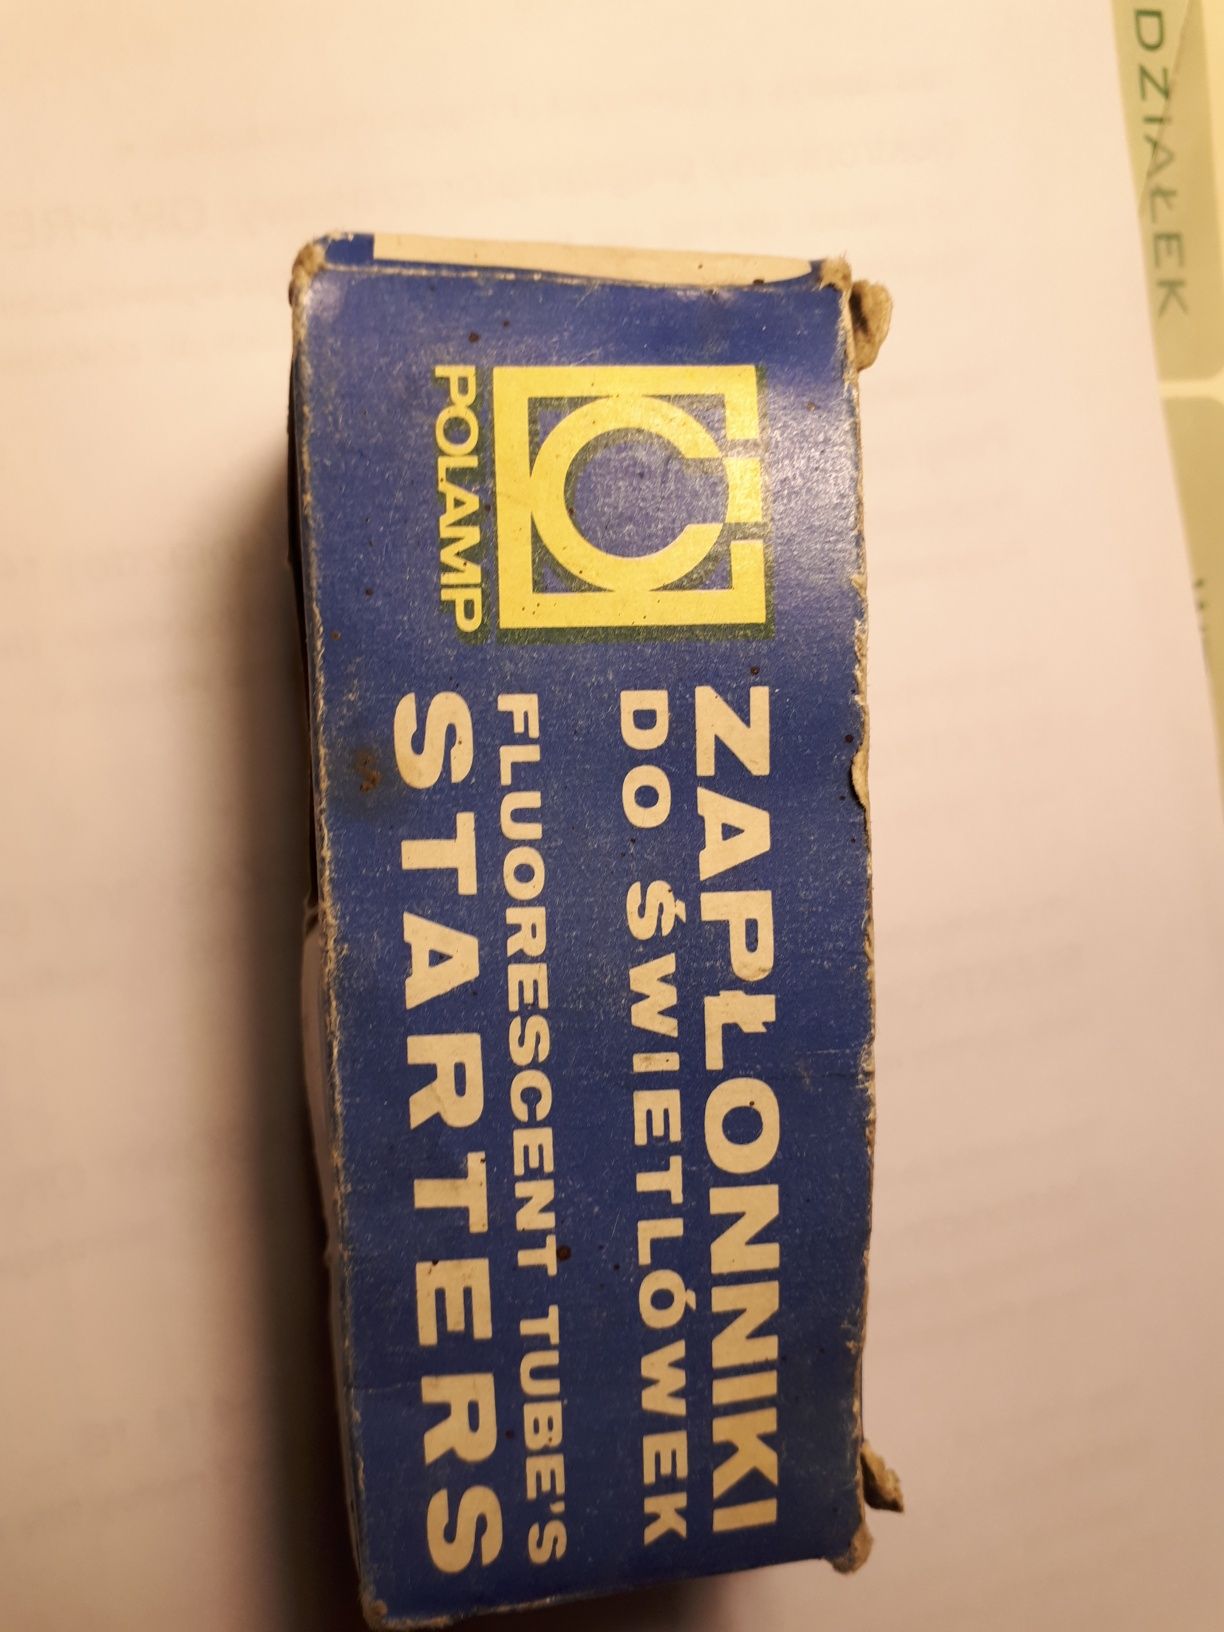 POLAMP
ZAPŁONNIKI
DO ŚWIETLÓWEK
FLUORESCENT TUBE'S
STARTERS
DZIAŁEK